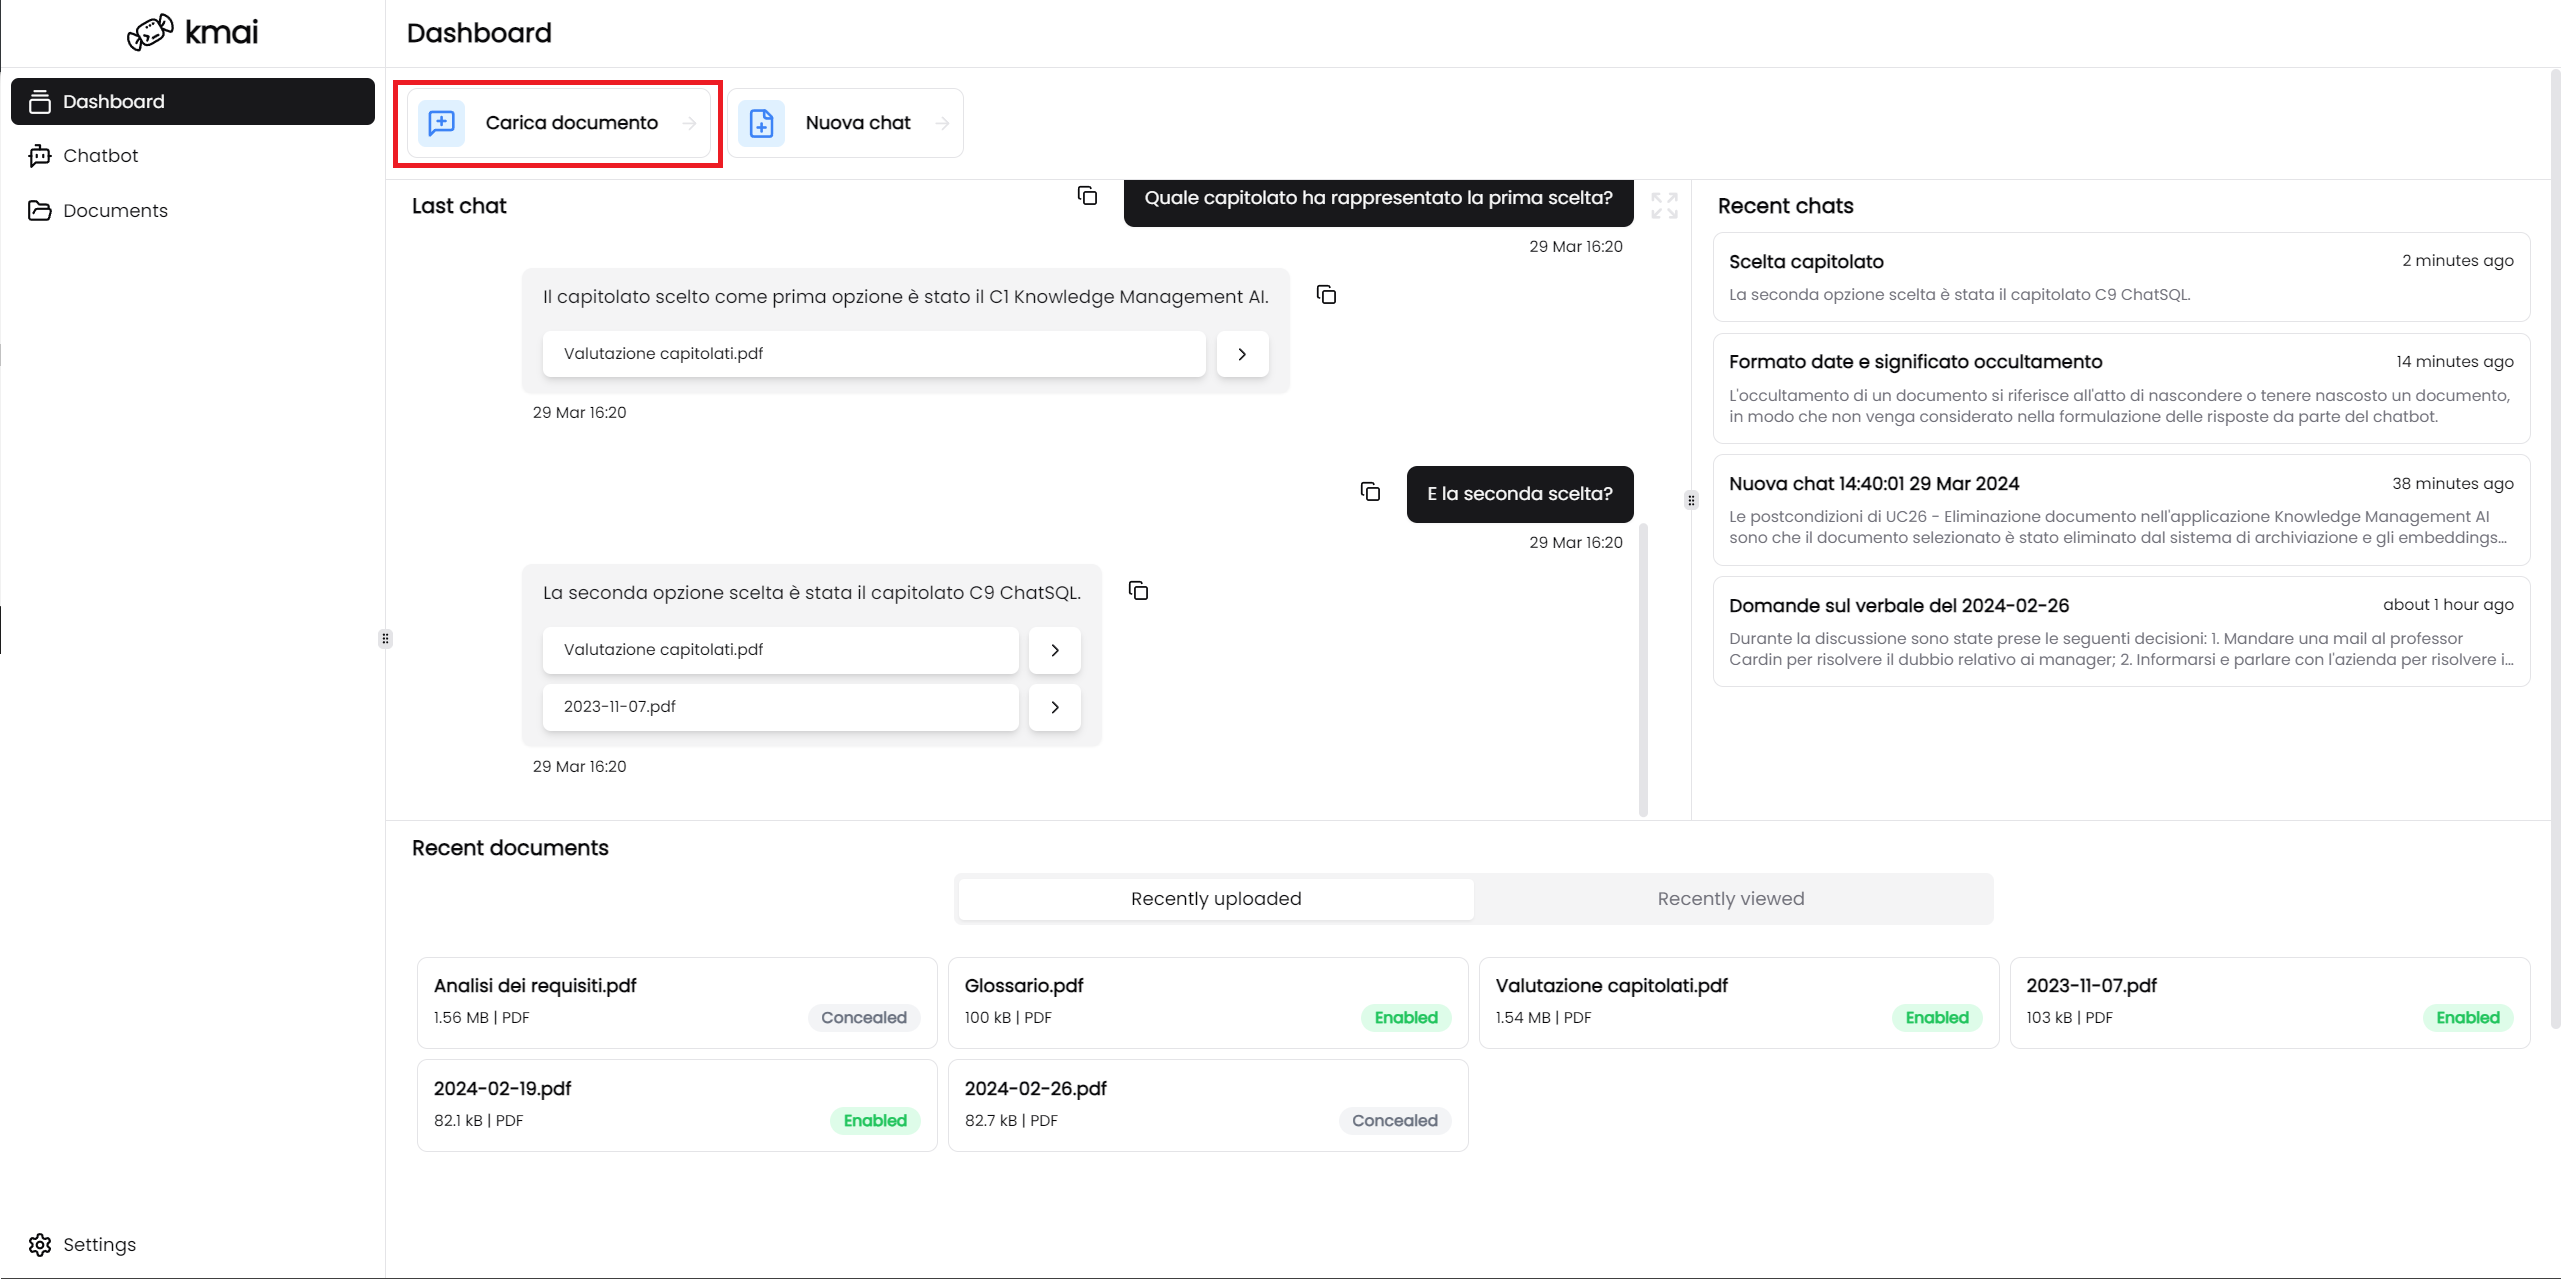 kmai
Dashboard
Dashboard
Chatbot
Documents
Settings
Carica documento
Nuova chat
Last chat
Quale capitolato ha rappresentato la prima scelta?
29 Mar 16:20
Il capitolato scelto come prima opzione è stato il C1 Knowledge Management AI.
Valutazione capitolati.pdf
29 Mar 16:20
E la seconda scelta?
29 Mar 16:20
La seconda opzione scelta è stata il capitolato C9 ChatSQL.
Valutazione capitolati.pdf
2023-11-07.pdf
29 Mar 16:20
Recent chats
Scelta capitolato
2 minutes ago
La seconda opzione scelta è stata il capitolato C9 ChatSQL.
Formato date e significato occultamento
14 minutes ago
L'occultamento di un documento si riferisce all'atto di nascondere o tenere nascosto un documento,
in modo che non venga considerato nella formulazione delle risposte da parte del chatbot.
Nuova chat 14:40:01 29 Mar 2024
38 minutes ago
Le postcondizioni di UC26 - Eliminazione documento nell'applicazione Knowledge Management AI
sono che il documento selezionato è stato eliminato dal sistema di archiviazione e gli embeddings...
Domande sul verbale del 2024-02-26
about 1 hour ago
Durante la discussione sono state prese le seguenti decisioni: 1. Mandare una mail al professor
Cardin per risolvere il dubbio relativo ai manager; 2. Informarsi e parlare con l'azienda per risolvere i...
Recent documents
Recently uploaded
Recently viewed
Analisi dei requisiti.pdf
1.56 MB | PDF
Concealed
Glossario.pdf
100 kB | PDF
Enabled
Valutazione capitolati.pdf
1.54 MB | PDF
Enabled
2023-11-07.pdf
103 kB | PDF
Enabled
2024-02-19.pdf
82.1 kB | PDF
Enabled
2024-02-26.pdf
82.7 kB | PDF
Concealed